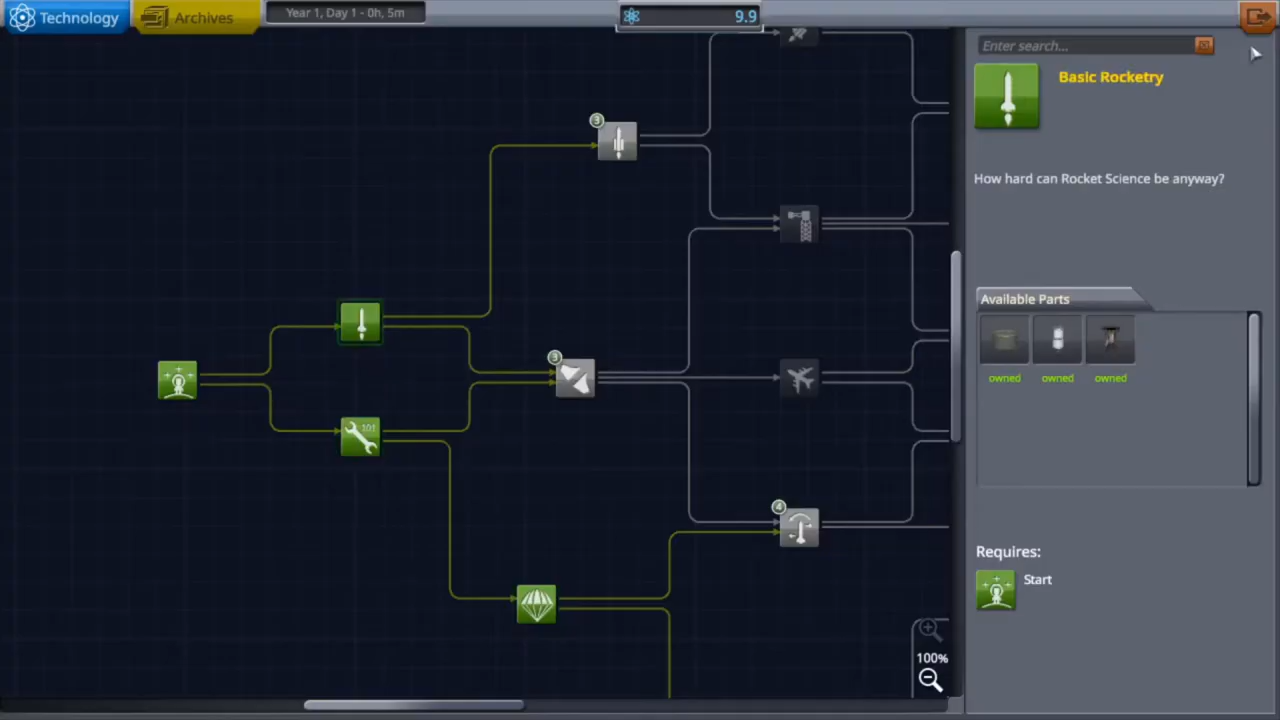 Technology
Archives
Year 1, Day 1 - 0h, 5m
9.9
Enter search...
Basic Rocketry
How hard can Rocket Science be anyway?
Available Parts
owned owned owned
Requires:
Start
3
3
101
4
100%